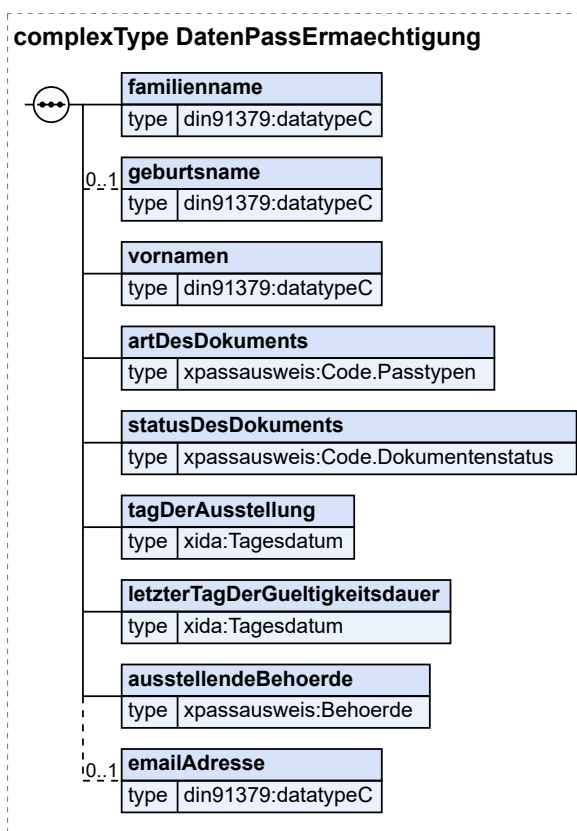 complexType DatenPassErmaechtigung
familienname
type din91379:datatypeC
0..1 geburtsname
type din91379:datatypeC
vornamen
type din91379:datatypeC
artDesDokuments
type xpassausweis:Code.Passtypen
statusDesDokuments
type xpassausweis:Code.Dokumentenstatus
tagDerAusstellung
type xida:Tagesdatum
letzterTagDerGueltigkeitsdauer
type xida:Tagesdatum
ausstellendeBehoerde
type xpassausweis:Behoerde
0..1 emailAdresse
type din91379:datatypeC